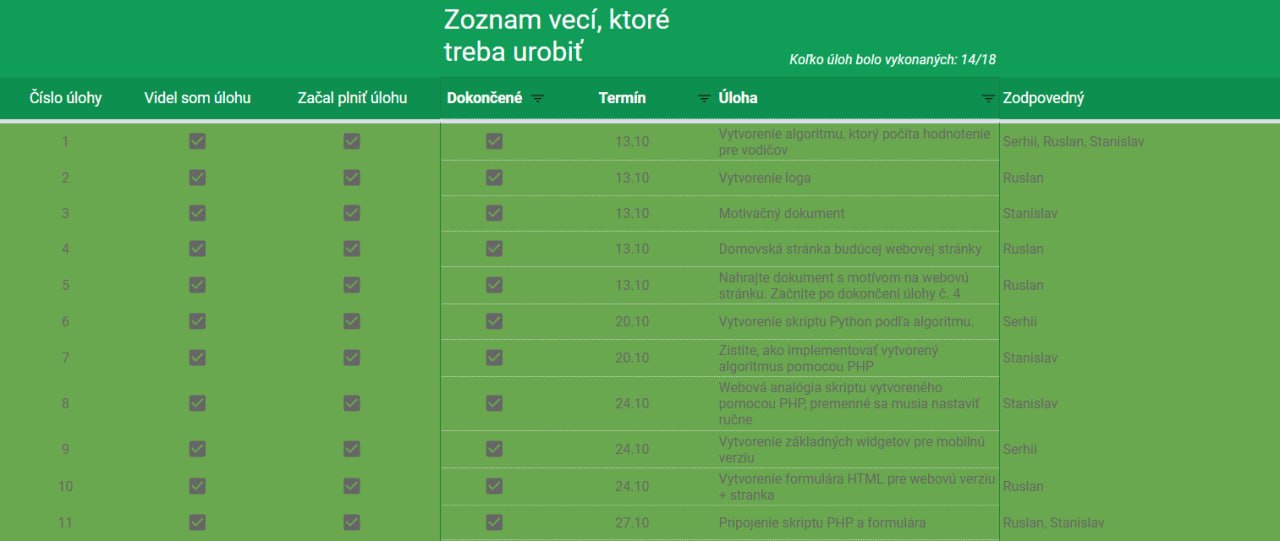 Zoznam vecí, ktoré
treba urobiť
Koľko úloh bolo vykonaných: 14/18
Číslo úlohy Videl som úlohu Začal plniť úlohu Dokončené Termín Úloha Zodpovedný
1 13.10 Vytvorenie algoritmu, ktorý počíta hodnotenie
pre vodičov Serhii, Ruslan, Stanislav
2 13.10 Vytvorenie loga Ruslan
3 13.10 Motivačný dokument Stanislav
4 13.10 Domovská stránka budúcej webovej stránky Ruslan
5 13.10 Nahrajte dokument s motívom na webovú
stránku. Začnite po dokončení úlohy č. 4 Ruslan
6 20.10 Vytvorenie skriptu Python podľa algoritmu. Serhii
7 20.10 Zistite, ako implementovať vytvorený
algoritmus pomocou PHP Stanislav
8 24.10 Webová analógia skriptu vytvoreného
pomocou PHP, premenné sa musia nastaviť
ručne Stanislav
9 24.10 Vytvorenie základných widgetov pre mobilnú
verziu Serhii
10 24.10 Vytvorenie formulára HTML pre webovú verziu
+ stranka Ruslan
11 27.10 Pripojenie skriptu PHP a formulára Ruslan, Stanislav